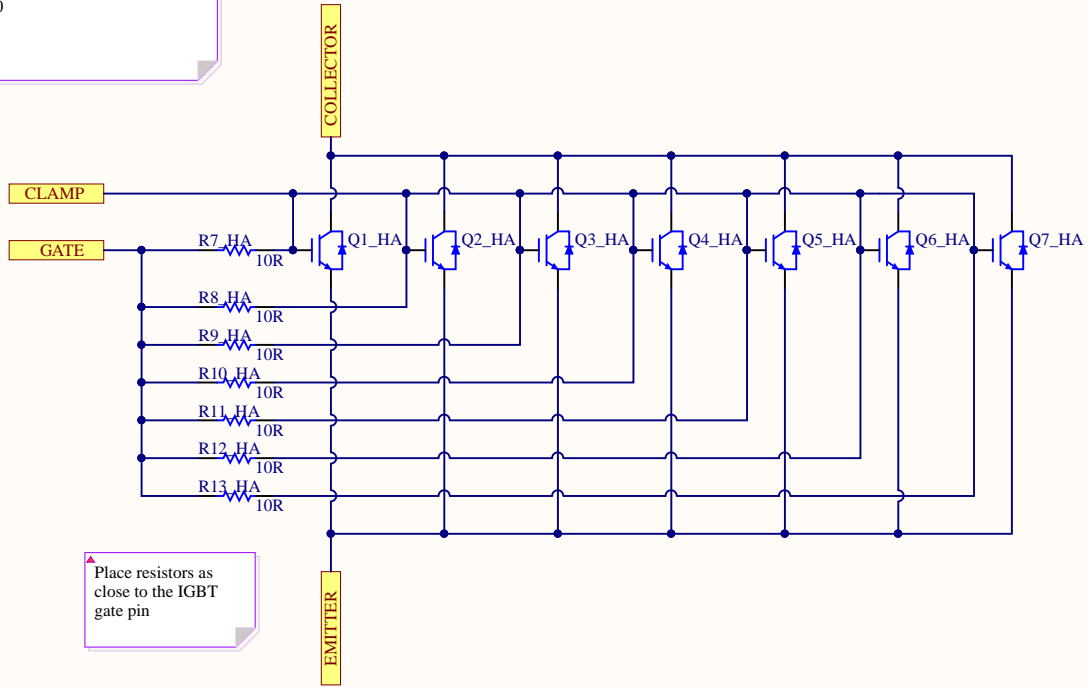 )
COLLECTOR
CLAMP
GATE
R7_HA
10R
Q1_HA
Q2_HA
Q3_HA
Q4_HA
Q5_HA
Q6_HA
Q7_HA
R8_HA
10R
R9_HA
10R
R10_HA
10R
R11_HA
10R
R12_HA
10R
R13_HA
10R
Place resistors as
close to the IGBT
gate pin
EMITTER